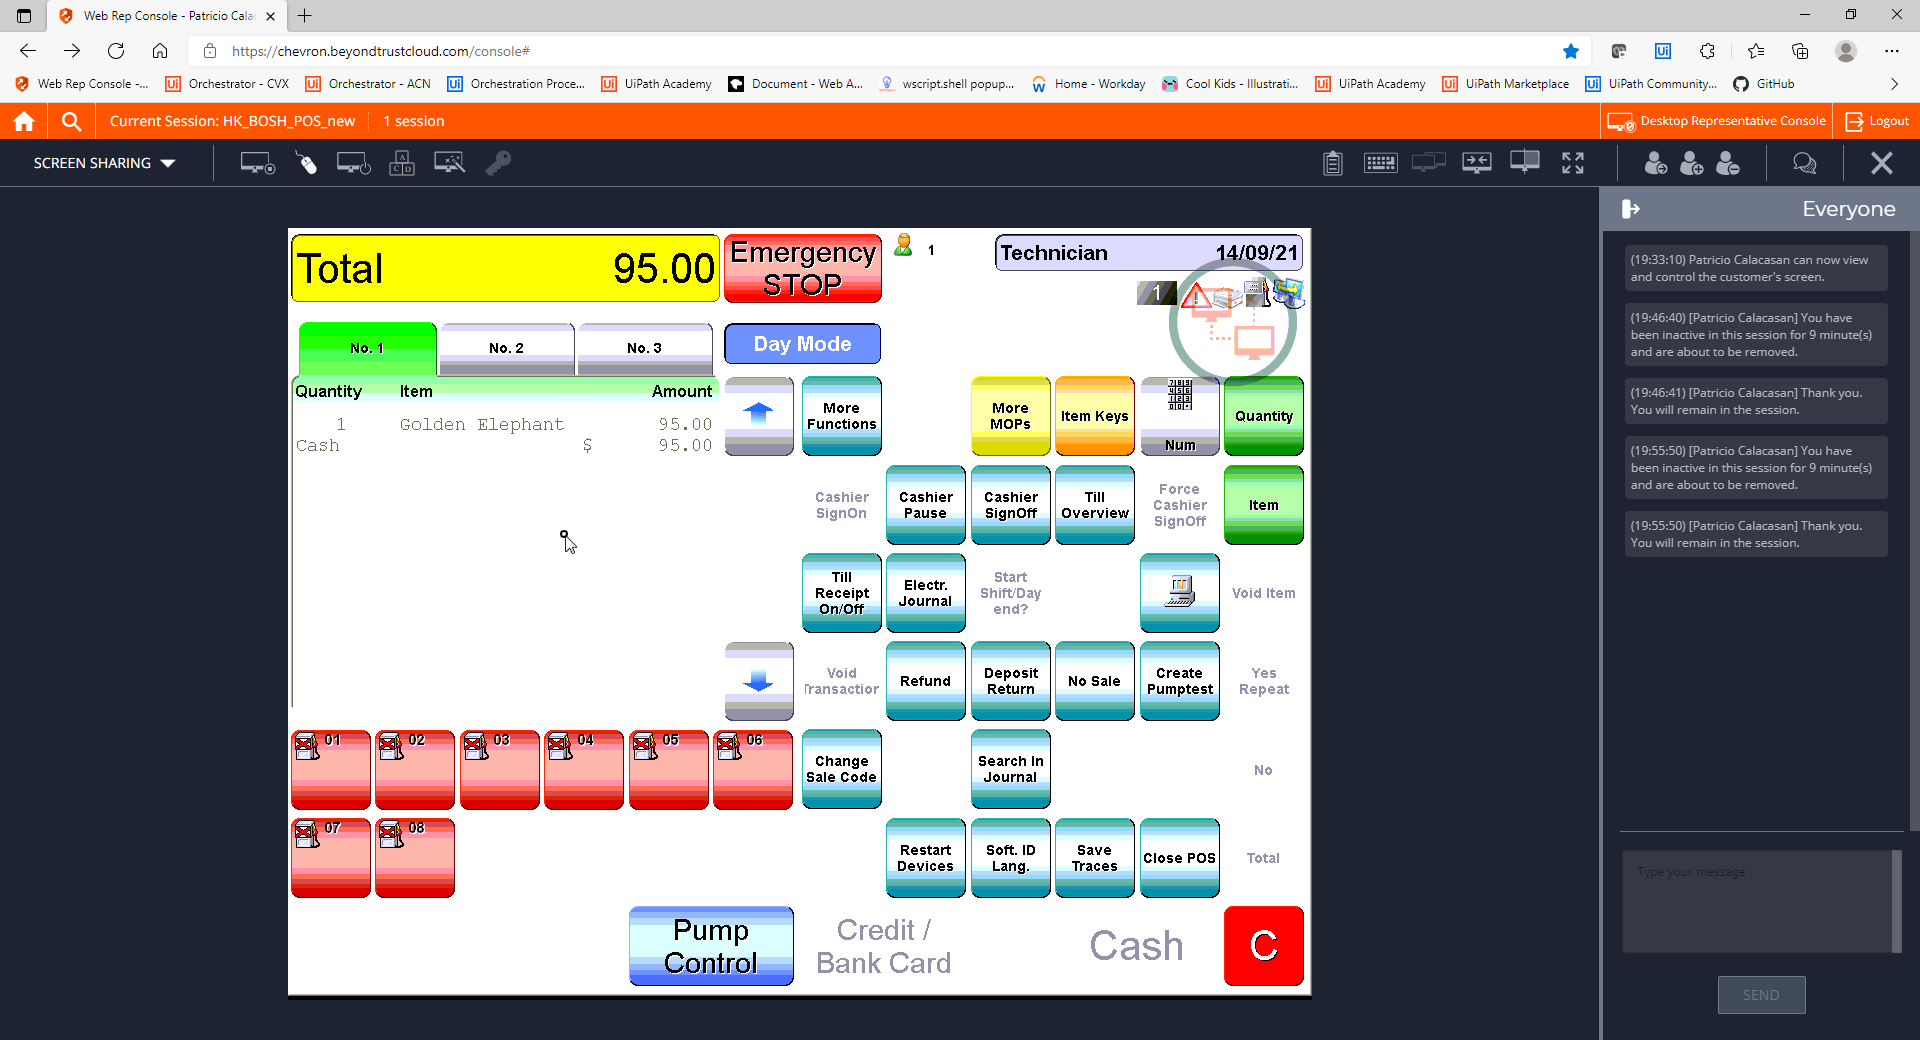 Web Rep Console - Patricio Cala
https://chevron.beyondtrustcloud.com/console#
Web Rep Console -...
Orchestrator - CVX
Orchestrator - ACN
Orchestration Proce...
UiPath Academy
Document - Web A...
wscript.shell popup...
Home - Workday
Cool Kids - Illustrati...
UiPath Academy
UiPath Marketplace
UiPath Community...
GitHub
Current Session: HK_BOSH_POS_new
1 session
Desktop Representative Console
Logout
SCREEN SHARING
Everyone
(19:33:10) Patricio Calacasan can now view
and control the customer's screen.
(19:46:40) [Patricio Calacasan] You have
been inactive in this session for 9 minute(s)
and are about to be removed.
(19:46:41) [Patricio Calacasan] Thank you.
You will remain in the session.
(19:55:50) [Patricio Calacasan] You have
been inactive in this session for 9 minute(s)
and are about to be removed.
(19:55:50) [Patricio Calacasan] Thank you.
You will remain in the session.
Type your message
SEND
Total 95.00
Emergency
STOP
1
Technician 14/09/21
1
No. 1
No. 2
No. 3
Day Mode
Quantity Item Amount
1 Golden Elephant 95.00
Cash $ 95.00
More
Functions
More
MOPs
Item Keys
Num
Quantity
Cashier
SignOn
Cashier
Pause
Cashier
SignOff
Till
Overview
Force
Cashier
SignOff
Item
Till
Receipt
On/Off
Electr.
Journal
Start
Shift/Day
end?
Void Item
Void
Transaction
Refund
Deposit
Return
No Sale
Create
Pumptest
Yes
Repeat
01
02
03
04
05
06
Change
Sale Code
Search In
Journal
No
07
08
Restart
Devices
Soft. ID
Lang.
Save
Traces
Close POS
Total
Pump
Control
Credit /
Bank Card
Cash
C